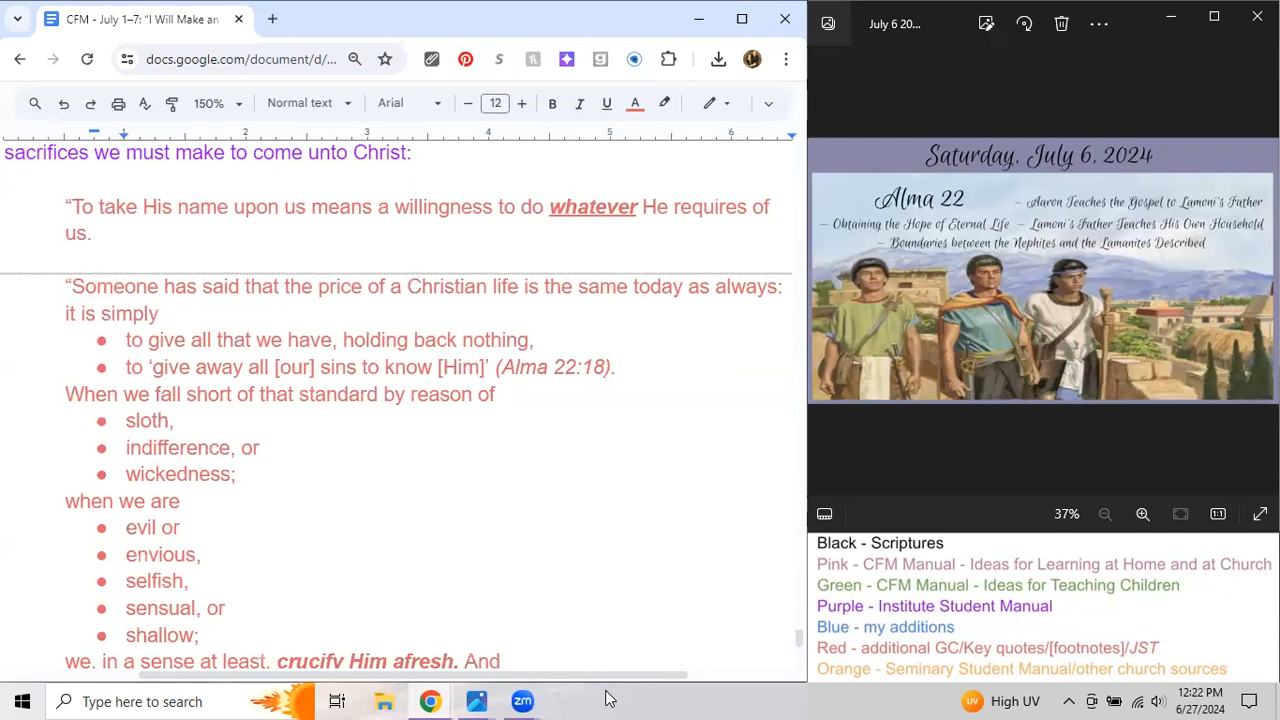 CFM - July 1–7: “I Will Make an
docs.google.com/document/d/...
150%
Normal text
Arial
12
B
I
U
A
1
2
3
4
5
6
sacrifices we must make to come unto Christ:
“To take His name upon us means a willingness to do whatever He requires of
us.
“Someone has said that the price of a Christian life is the same today as always:
it is simply
● to give all that we have, holding back nothing,
● to ‘give away all [our] sins to know [Him]’ (Alma 22:18).
When we fall short of that standard by reason of
● sloth,
● indifference, or
● wickedness;
when we are
● evil or
● envious,
● selfish,
● sensual, or
● shallow;
we, in a sense at least, crucify Him afresh. And
July 6 20...
Saturday, July 6, 2024
Alma 22
– Aaron Teaches the Gospel to Lamoni's Father
– Obtaining the Hope of Eternal Life – Lamoni's Father Teaches His Own Household
– Boundaries between the Nephites and the Lamanites Described
37%
1:1
Black - Scriptures
Pink - CFM Manual - Ideas for Learning at Home and at Church
Green - CFM Manual - Ideas for Teaching Children
Purple - Institute Student Manual
Blue - my additions
Red - additional GC/Key quotes/[footnotes]/JST
Orange - Seminary Student Manual/other church sources
Type here to search
zm
UV
High UV
12:22 PM
6/27/2024